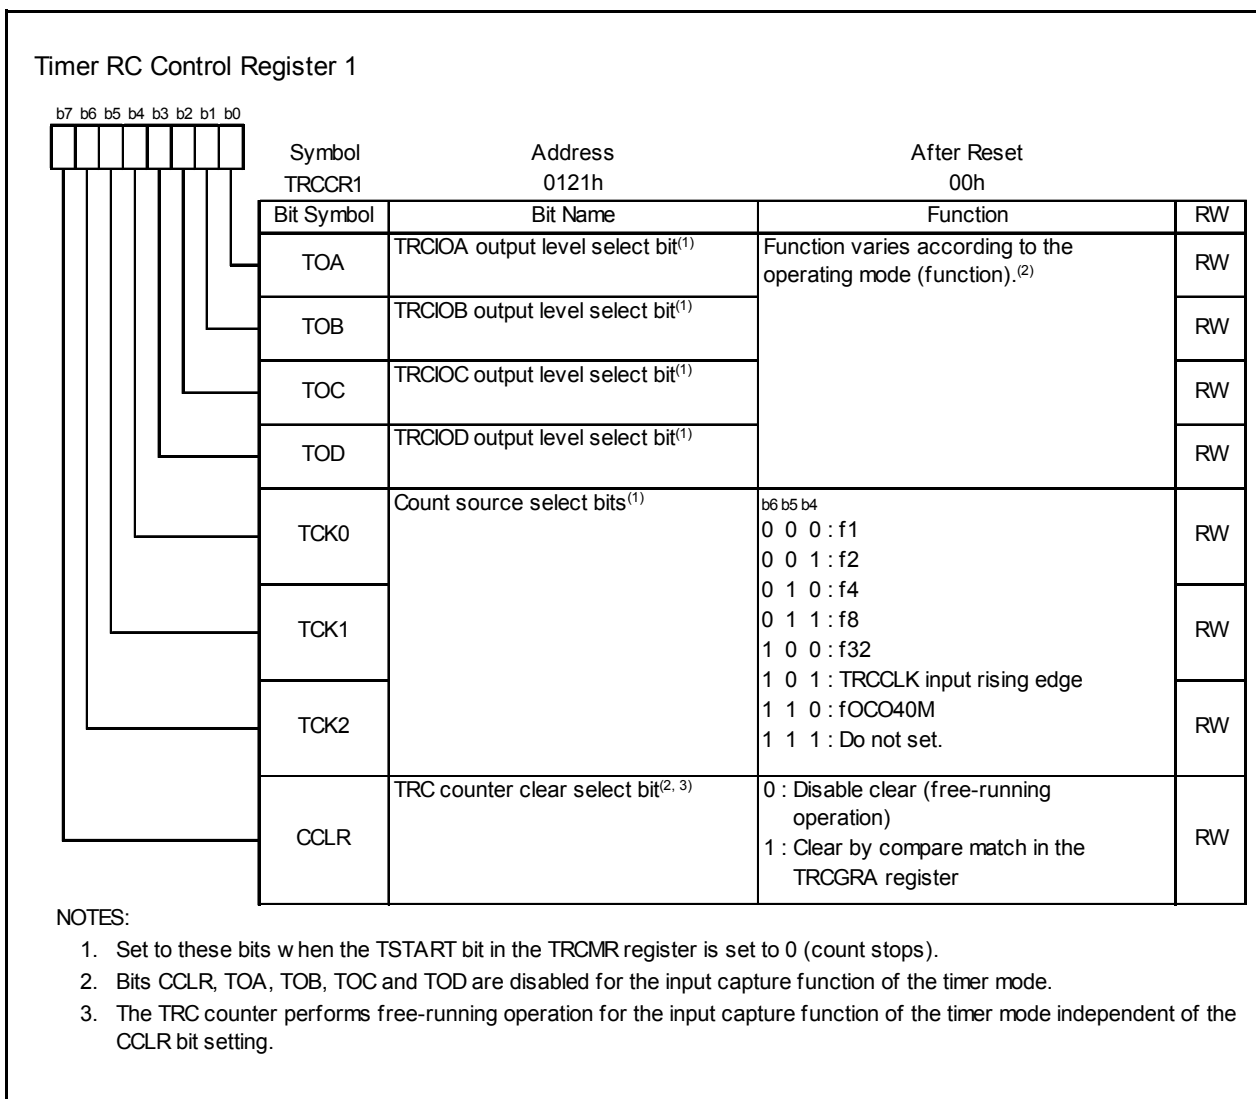 Timer RC Control Register 1
b7 b6 b5 b4 b3 b2 b1 b0
Symbol Address After Reset
TRCCR1 0121h 00h
Bit Symbol Bit Name Function RW
TOA TRCIOA output level select bit(1) Function varies according to the operating mode (function).(2) RW
TOB TRCIOB output level select bit(1) RW
TOC TRCIOC output level select bit(1) RW
TOD TRCIOD output level select bit(1) RW
Count source select bits(1) b6 b5 b4
TCK0 0 0 0 : f1 RW
0 0 1 : f2
0 1 0 : f4
TCK1 0 1 1 : f8 RW
1 0 0 : f32
1 0 1 : TRCCLK input rising edge
TCK2 1 1 0 : fOCO40M RW
1 1 1 : Do not set.
TRC counter clear select bit(2, 3) 0 : Disable clear (free-running
operation)
CCLR 1 : Clear by compare match in the RW
TRCGRA register
NOTES:
1. Set to these bits when the TSTART bit in the TRCMR register is set to 0 (count stops).
2. Bits CCLR, TOA, TOB, TOC and TOD are disabled for the input capture function of the timer mode.
3. The TRC counter performs free-running operation for the input capture function of the timer mode independent of the
CCLR bit setting.